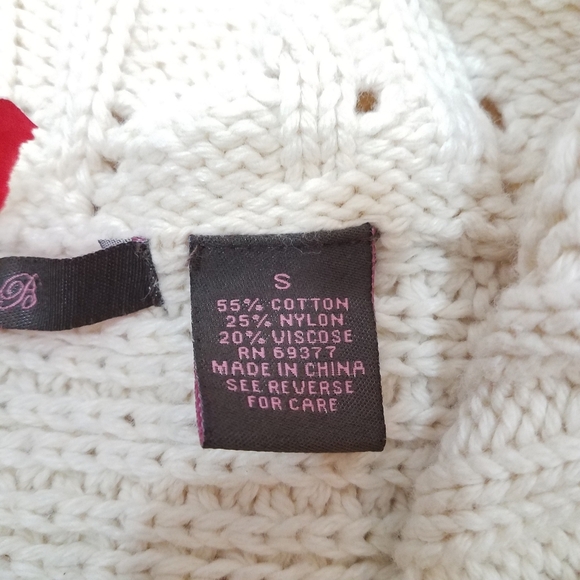 B
S
55% COTTON
25% NYLON
20% VISCOSE
RN 69377
MADE IN CHINA
SEE REVERSE
FOR CARE